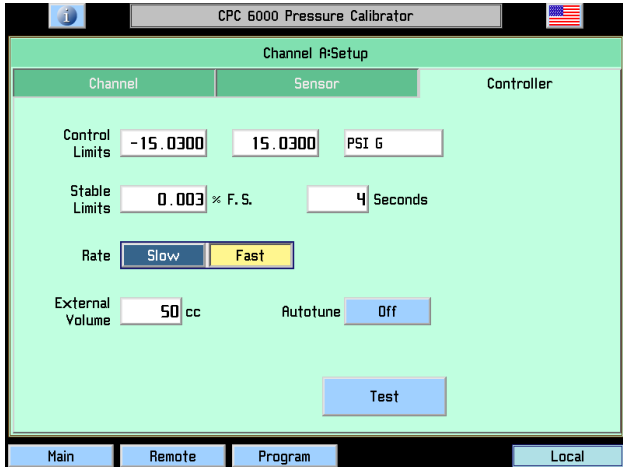 i
CPC 6000 Pressure Calibrator
Channel A:Setup
Channel Sensor Controller
Control Limits -15.0300 15.0300 PSI G
Stable Limits 0.003 % F.S. 4 Seconds
Rate Slow Fast
External Volume 50 cc Autotune Off
Test
Main Remote Program Local